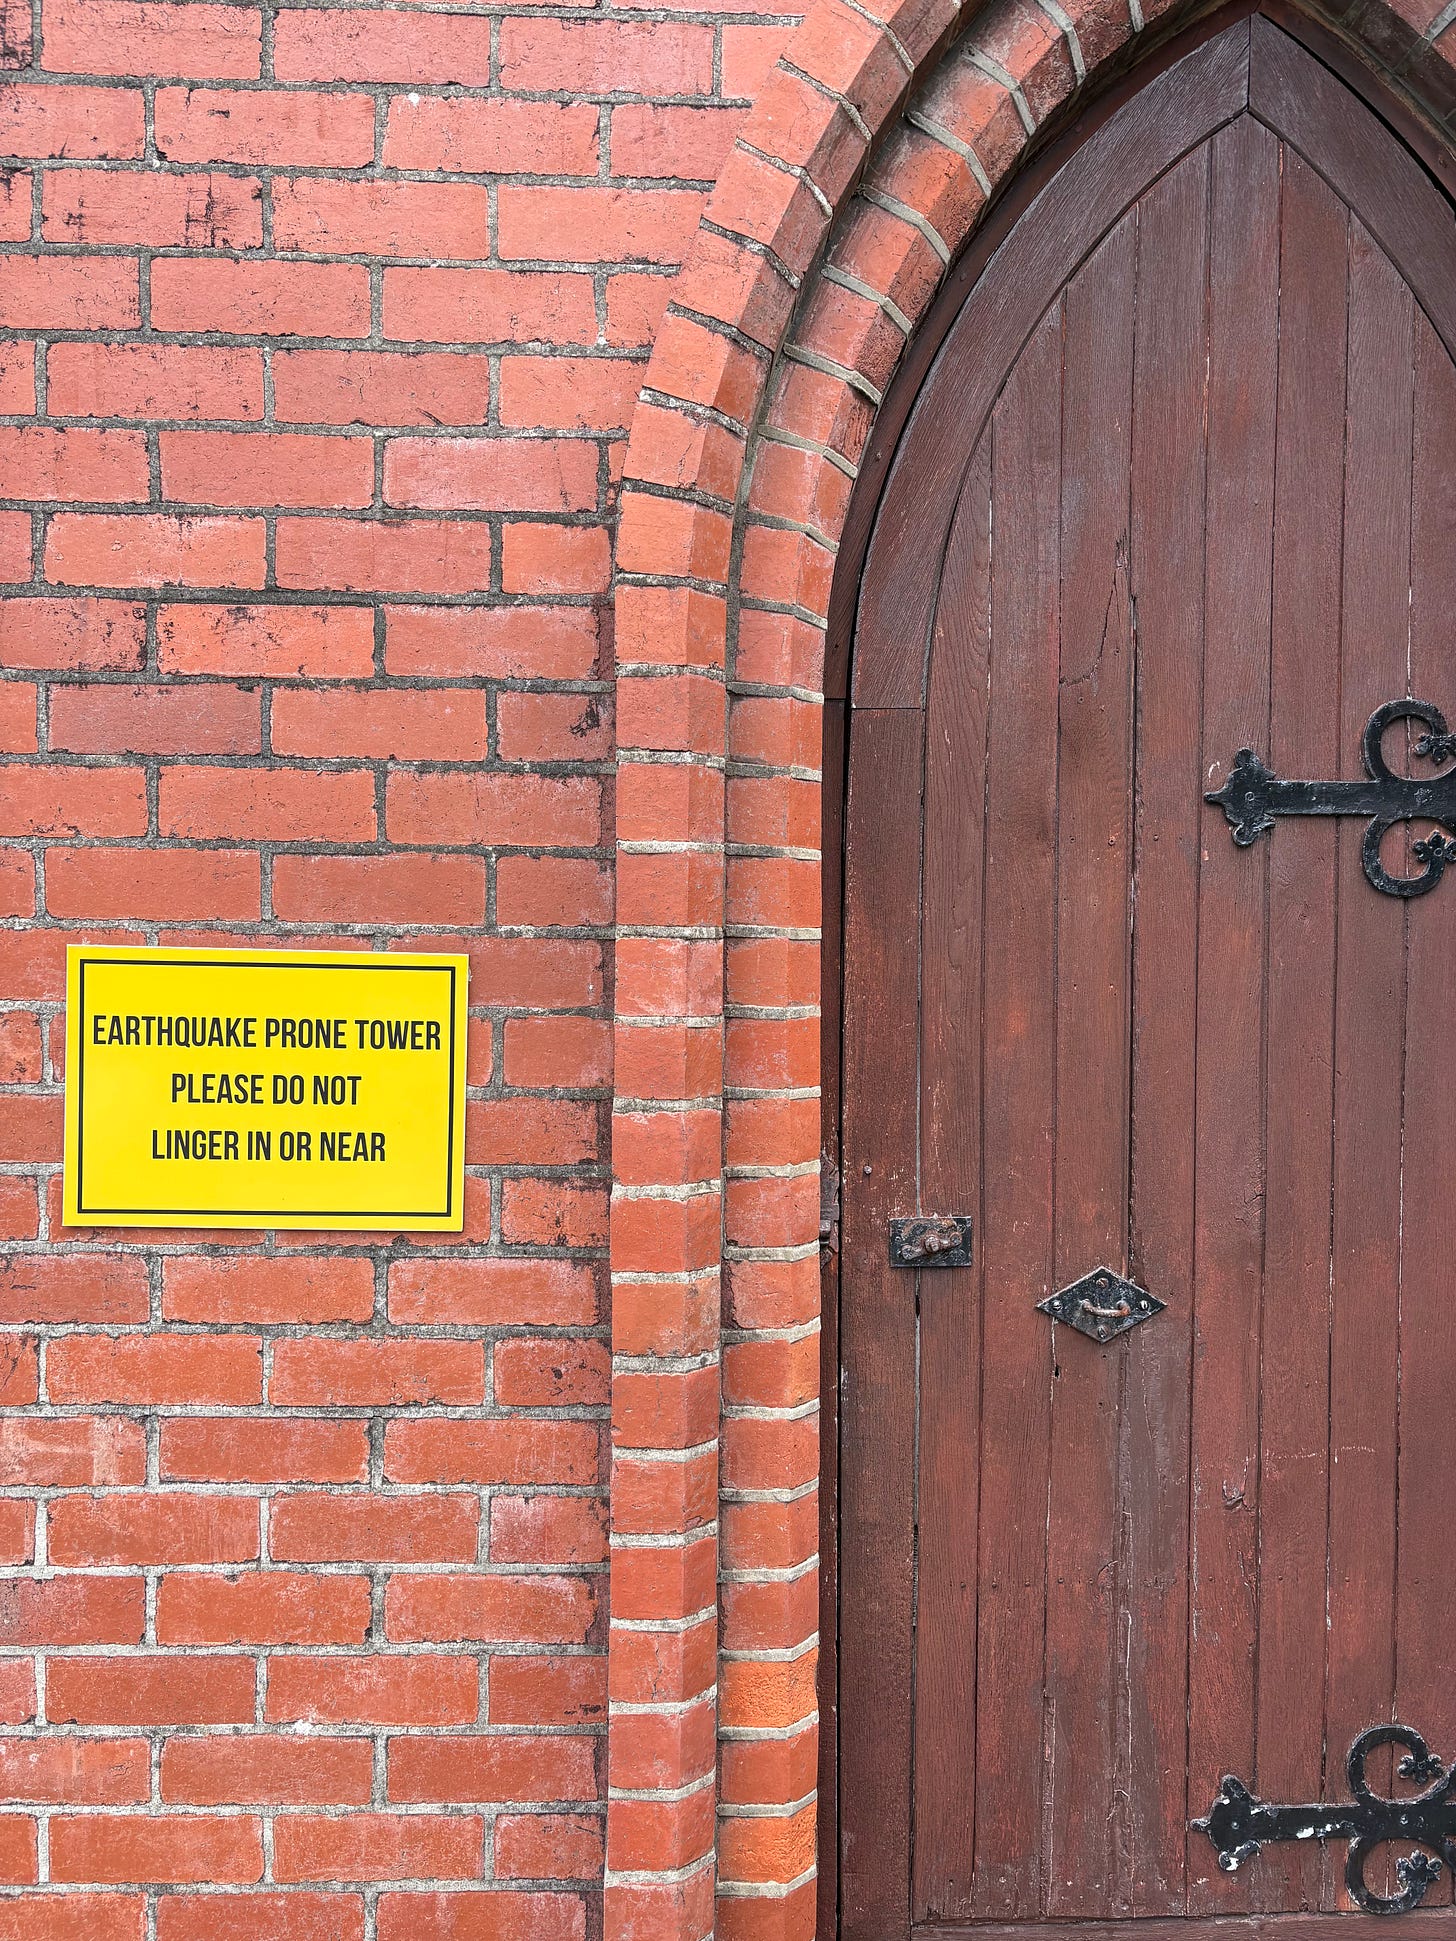 EARTHQUAKE PRONE TOWER
PLEASE DO NOT
LINGER IN OR NEAR